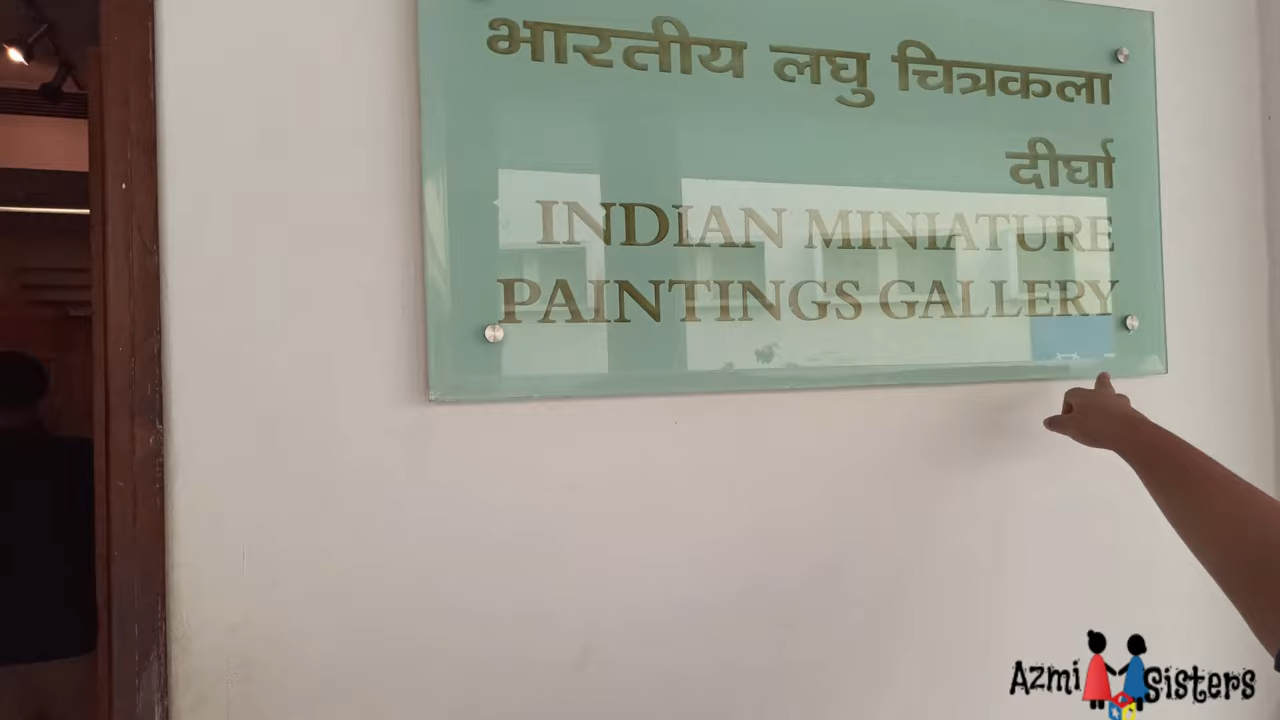 भारतीय लघु चित्रकला
दीर्घा
INDIAN MINIATURE
PAINTINGS GALLERY
Azmi Sisters